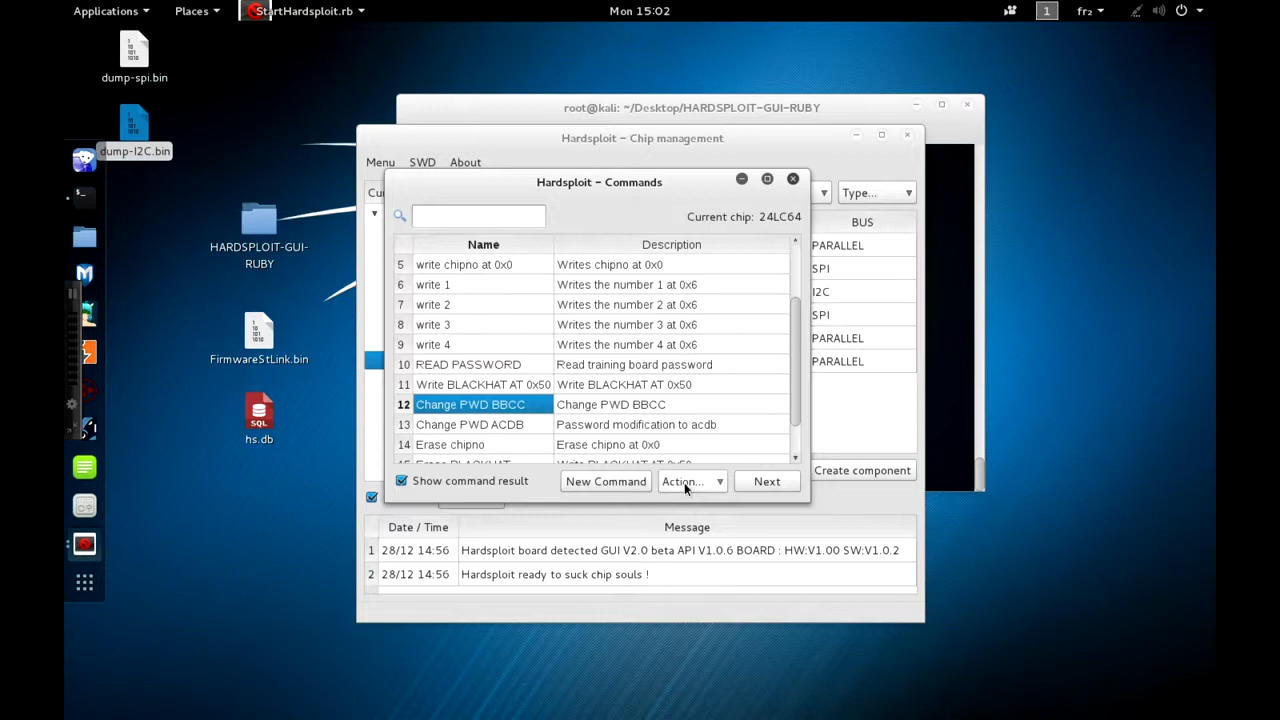 Applications Places StartHardsploit.rb Mon 15:02 1 fr₂
dump-spi.bin
dump-I2C.bin
HARDSPLOIT-GUI-
RUBY
FirmwareStLink.bin
SQL
hs.db
root@kali: ~/Desktop/HARDSPLOIT-GUI-RUBY
Hardsploit – Chip management
Menu SWD About
Cu Type...
BUS
PARALLEL
SPI
I2C
SPI
PARALLEL
PARALLEL
Create component
Hardsploit – Commands
Current chip: 24LC64
Name Description
5 write chipno at 0x0 Writes chipno at 0x0
6 write 1 Writes the number 1 at 0x6
7 write 2 Writes the number 2 at 0x6
8 write 3 Writes the number 3 at 0x6
9 write 4 Writes the number 4 at 0x6
10 READ PASSWORD Read training board password
11 Write BLACKHAT AT 0x50 Write BLACKHAT AT 0x50
12 Change PWD BBCC Change PWD BBCC
13 Change PWD ACDB Password modification to acdb
14 Erase chipno Erase chipno at 0x0
Show command result New Command Action... Next
Date / Time Message
1 28/12 14:56 Hardsploit board detected GUI V2.0 beta API V1.0.6 BOARD : HW:V1.00 SW:V1.0.2
2 28/12 14:56 Hardsploit ready to suck chip souls !